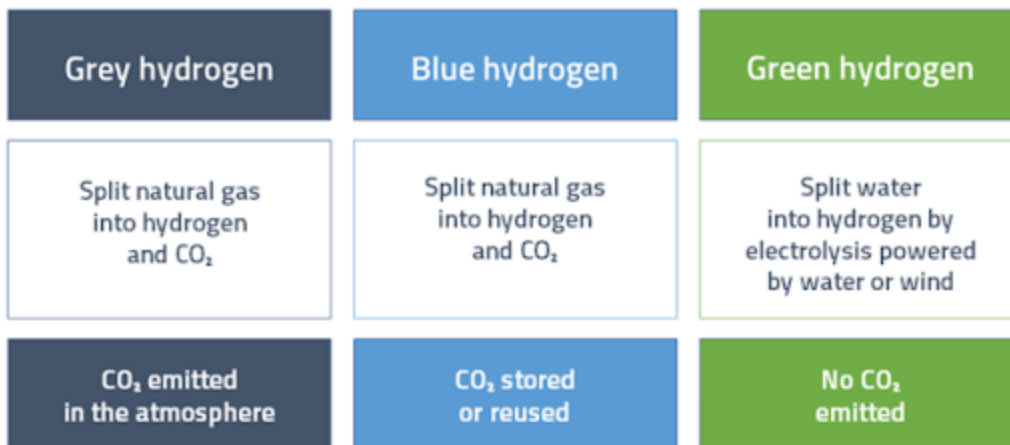 Grey hydrogen
Blue hydrogen
Green hydrogen
Split natural gas
into hydrogen
and CO₂
Split natural gas
into hydrogen
and CO₂
Split water
into hydrogen by
electrolysis powered
by water or wind
CO₂ emitted
in the atmosphere
CO₂ stored
or reused
No CO₂
emitted